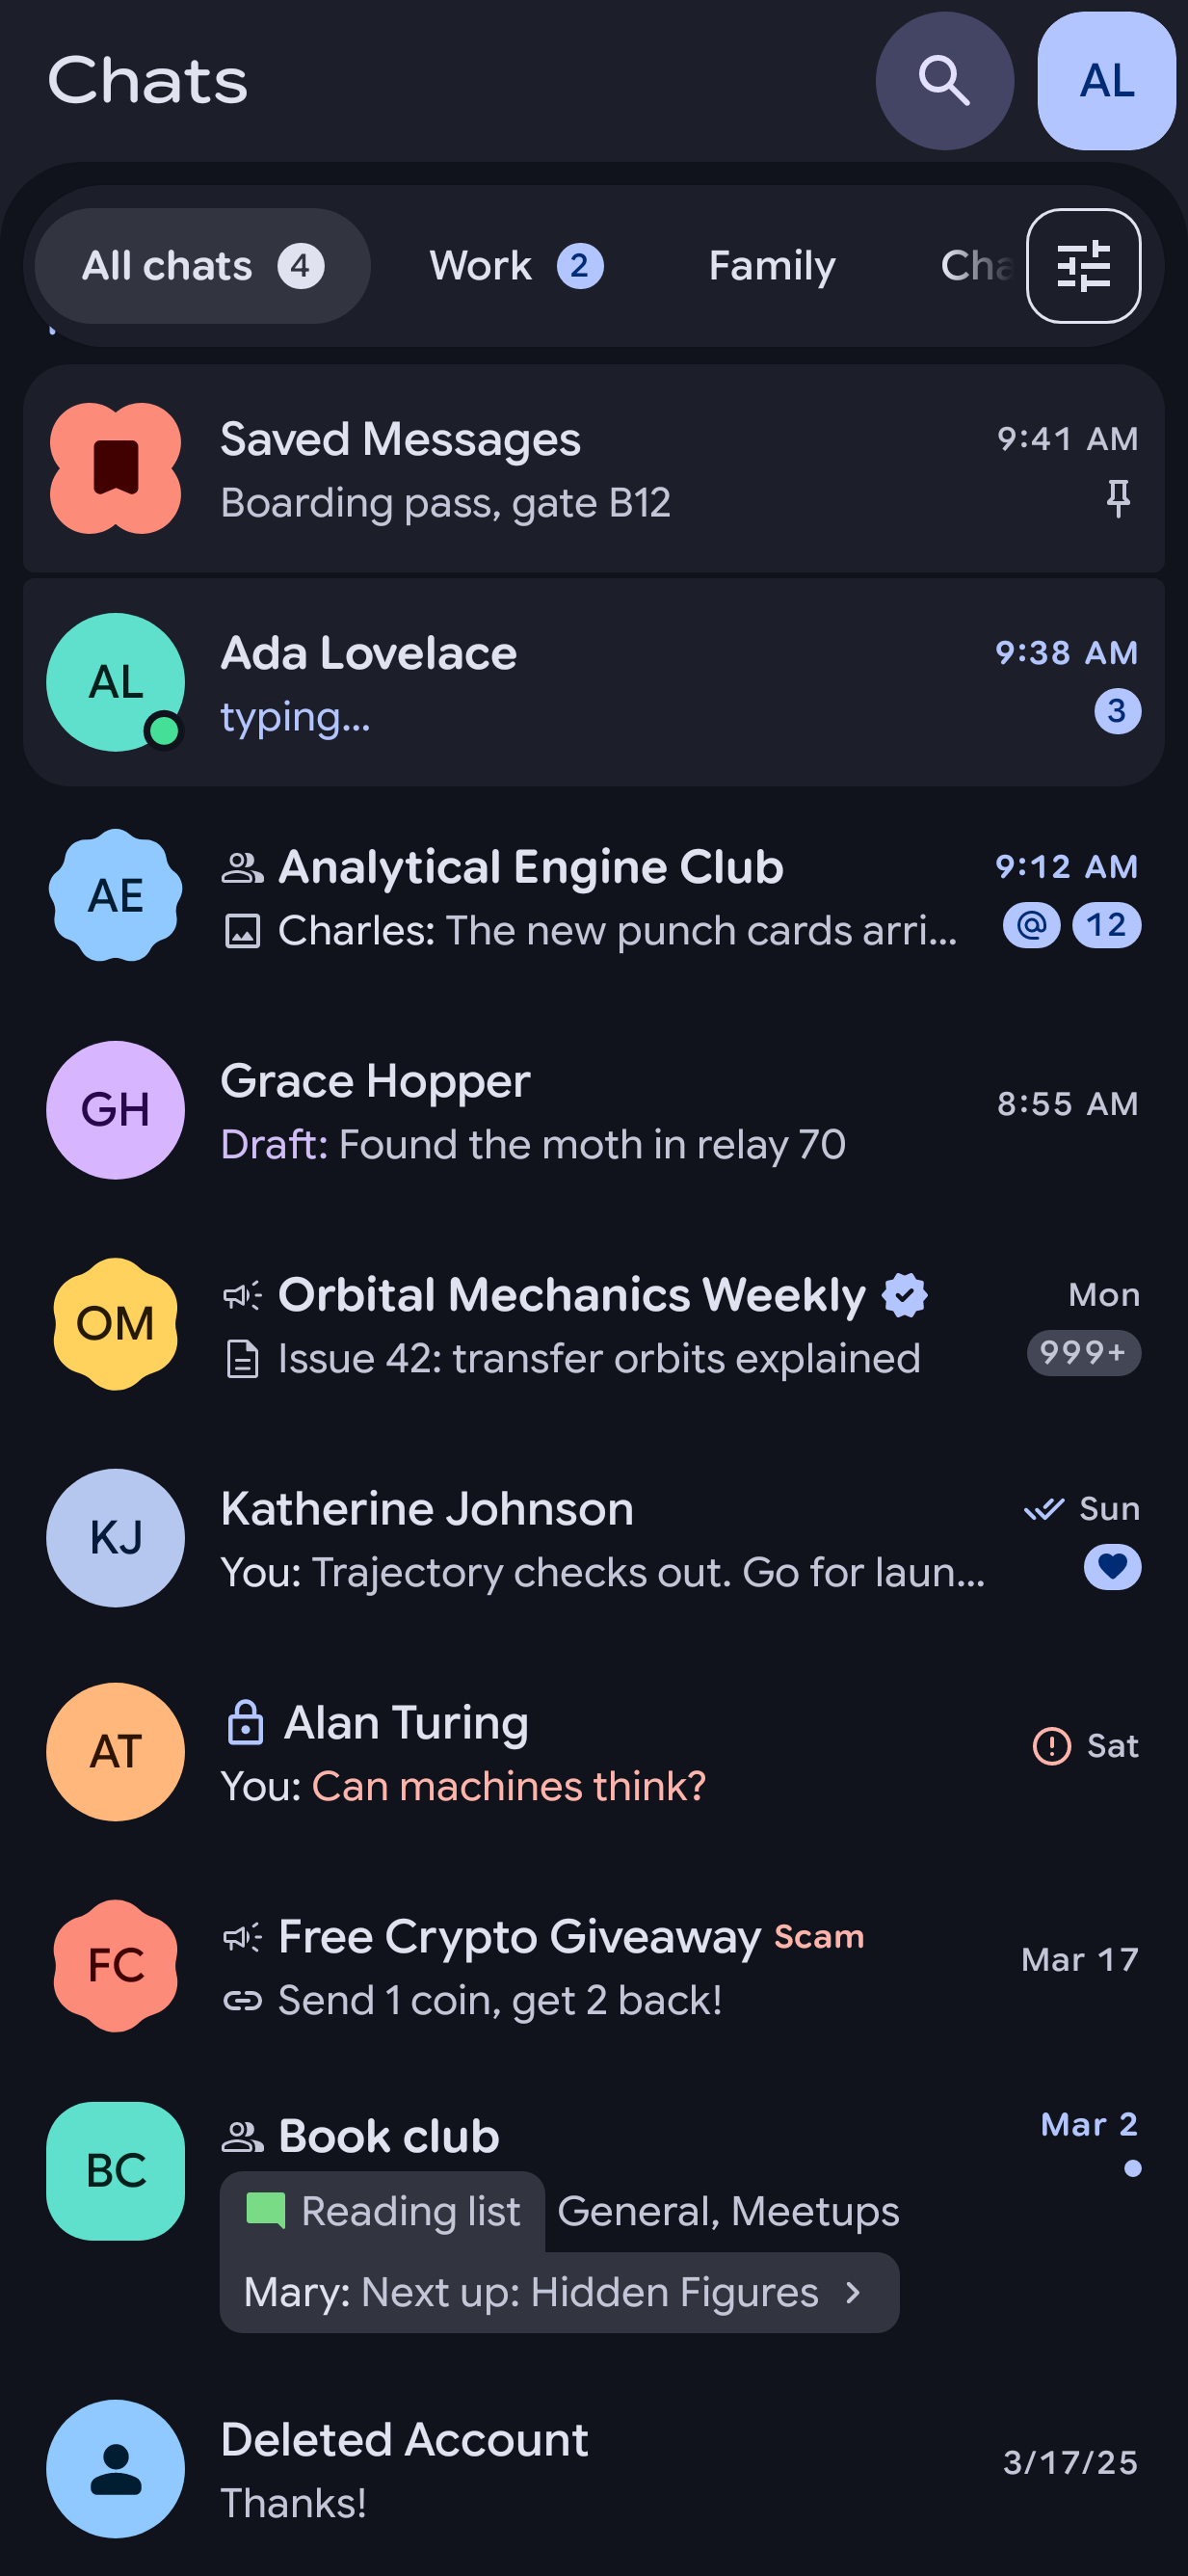 Chats
AL
All chats 4
Work 2
Family
Cha
Saved Messages
9:41 AM
Boarding pass, gate B12
AL
Ada Lovelace
9:38 AM
typing...
3
AE
Analytical Engine Club
9:12 AM
Charles: The new punch cards arri...
@ 12
GH
Grace Hopper
8:55 AM
Draft: Found the moth in relay 70
OM
Orbital Mechanics Weekly
Mon
Issue 42: transfer orbits explained
999+
KJ
Katherine Johnson
Sun
You: Trajectory checks out. Go for laun...
AT
Alan Turing
Sat
You: Can machines think?
FC
Free Crypto Giveaway Scam
Mar 17
Send 1 coin, get 2 back!
BC
Book club
Mar 2
Reading list General, Meetups
Mary: Next up: Hidden Figures
Deleted Account
3/17/25
Thanks!